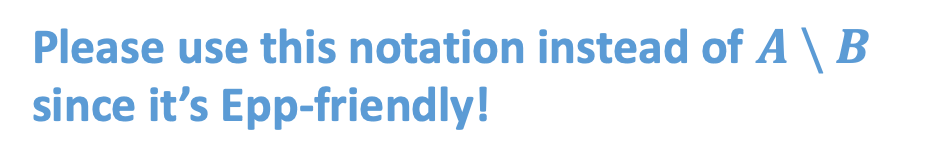 Please use this notation instead of A \ B
since it’s Epp-friendly!